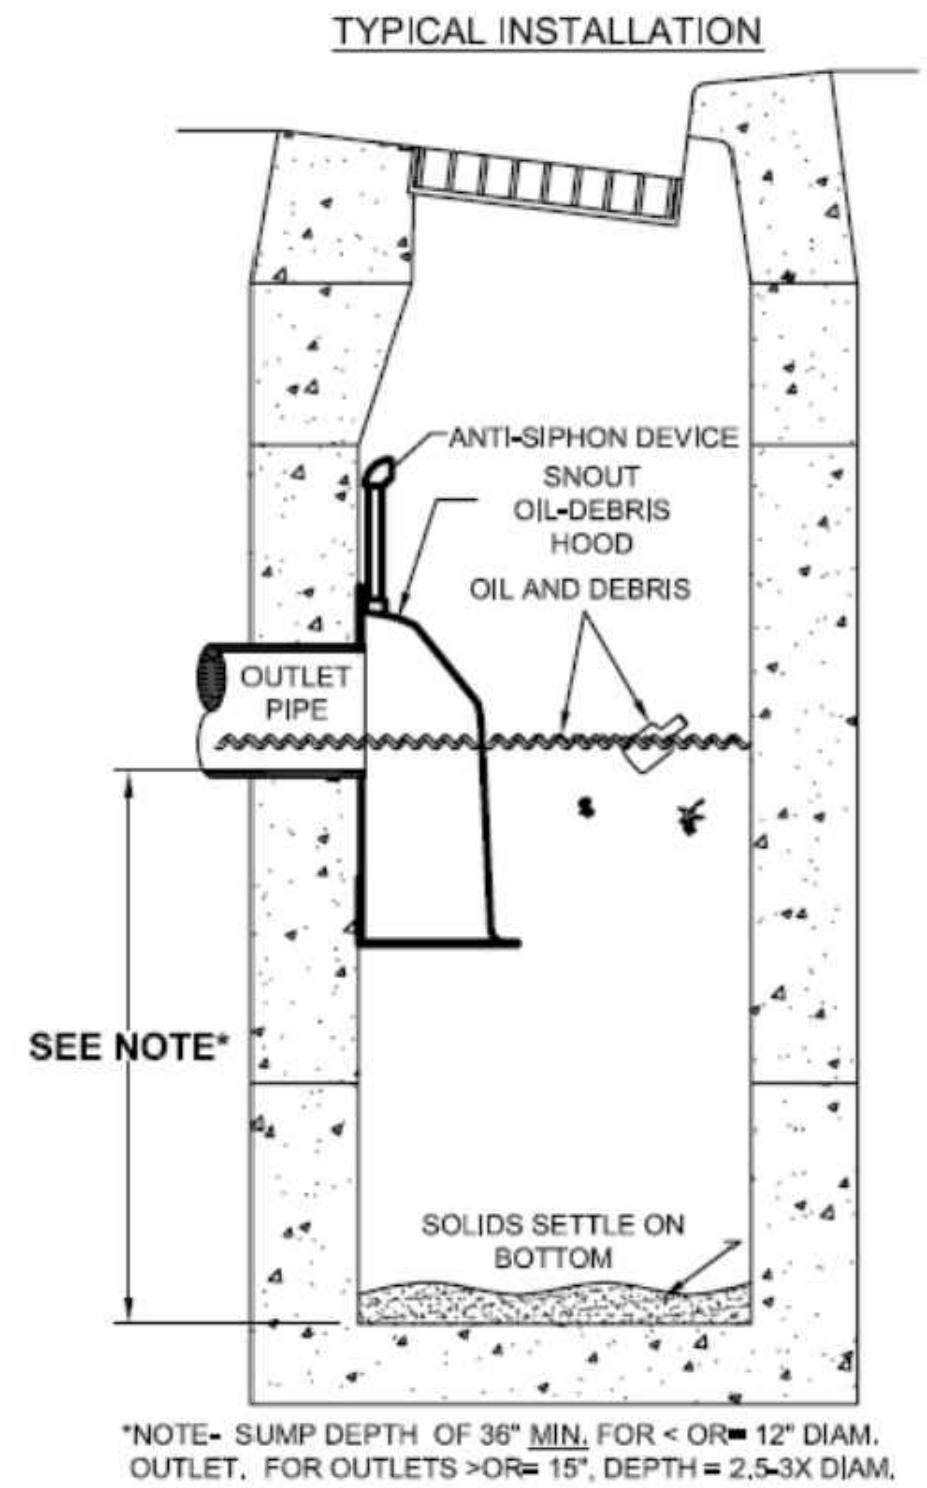 TYPICAL INSTALLATION
ANTI-SIPHON DEVICE
SNOUT
OIL-DEBRIS
HOOD
OIL AND DEBRIS
OUTLET
PIPE
SEE NOTE*
SOLIDS SETTLE ON
BOTTOM
*NOTE- SUMP DEPTH OF 36" MIN. FOR < OR= 12" DIAM.
OUTLET. FOR OUTLETS >OR= 15", DEPTH = 2.5-3X DIAM.